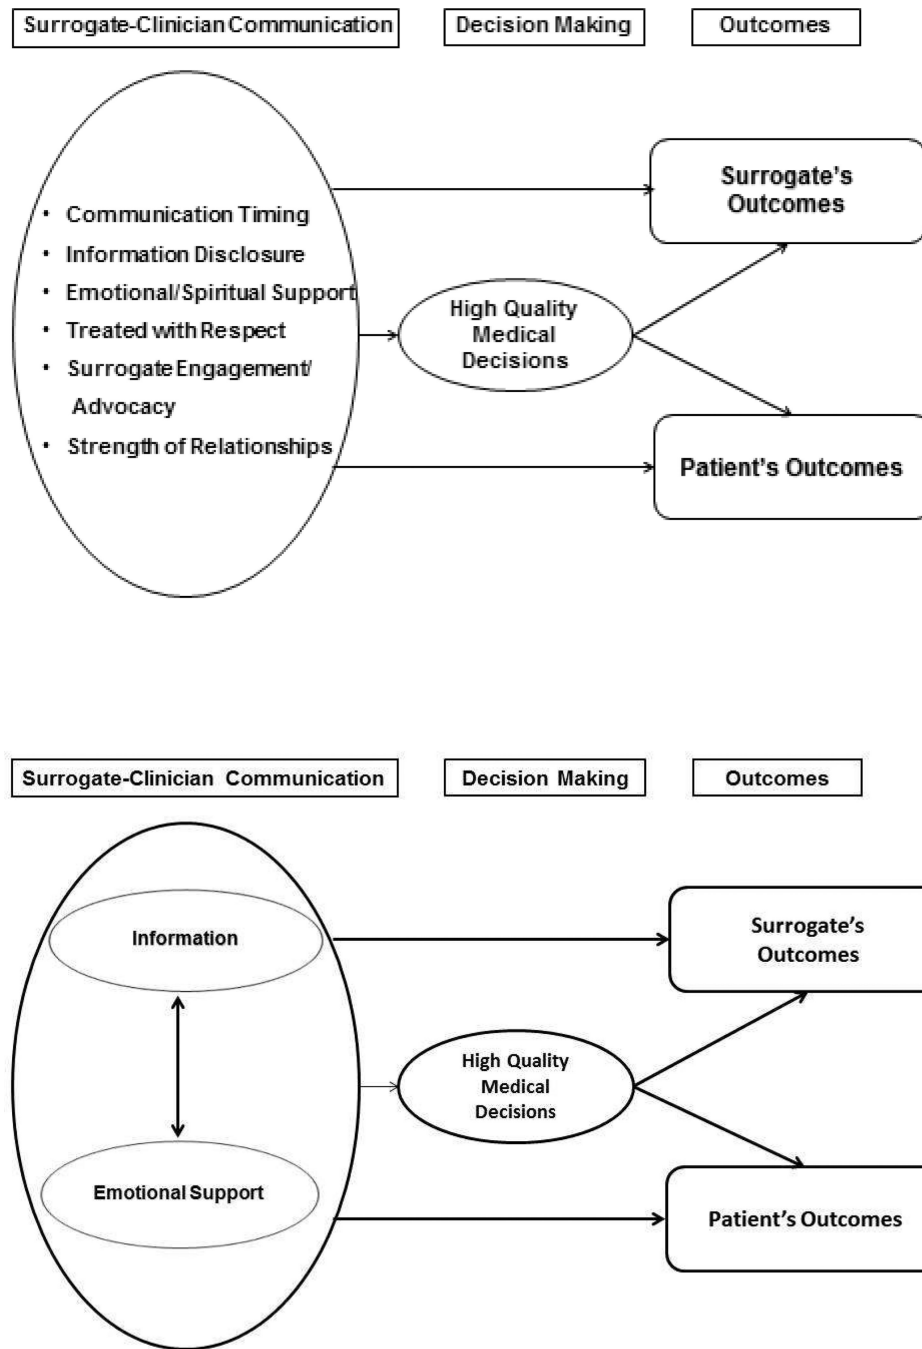 Surrogate-Clinician Communication
Decision Making
Outcomes
• Communication Timing
• Information Disclosure
• Emotional/Spiritual Support
• Treated with Respect
• Surrogate Engagement/
Advocacy
• Strength of Relationships
High Quality
Medical
Decisions
Surrogate's
Outcomes
Patient's Outcomes
Surrogate-Clinician Communication
Decision Making
Outcomes
Information
Emotional Support
High Quality
Medical
Decisions
Surrogate's
Outcomes
Patient's Outcomes